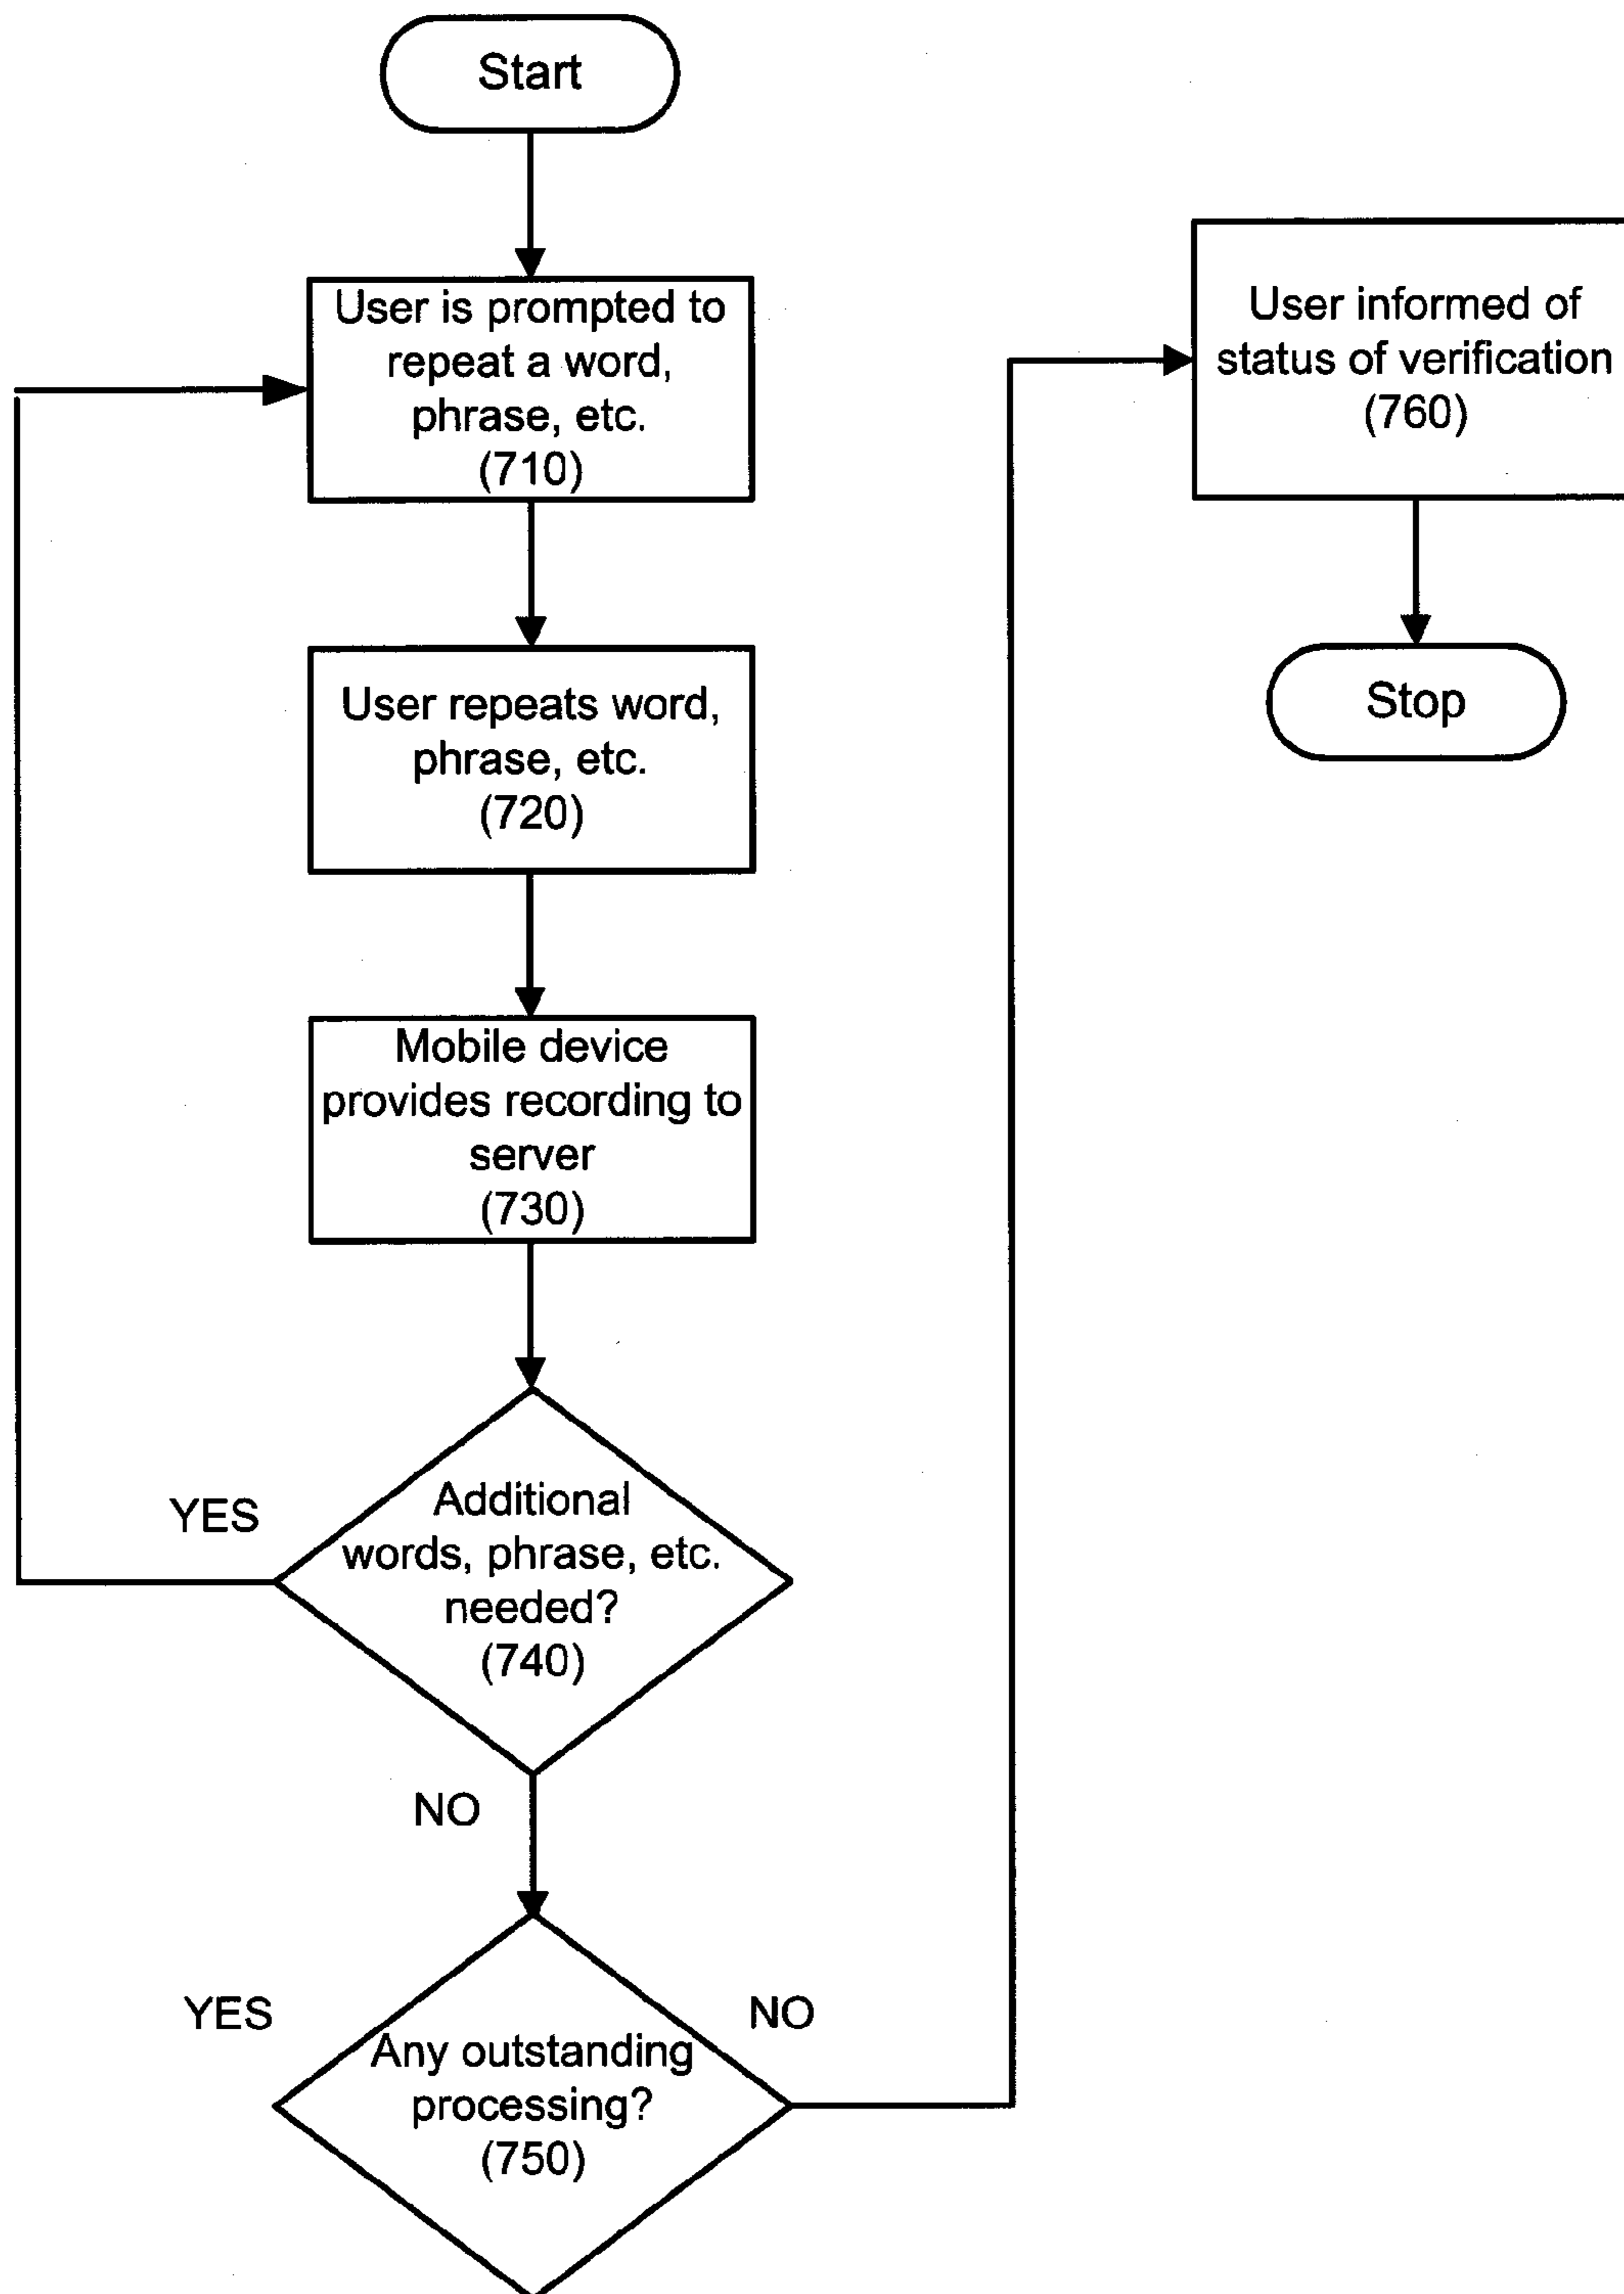 Start
User is prompted to
repeat a word,
phrase, etc.
(710)
User repeats word,
phrase, etc.
(720)
Mobile device
provides recording to
server
(730)
YES
Additional
words, phrase, etc.
needed?
(740)
NO
YES
NO
Any outstanding
processing?
(750)
User informed of
status of verification
(760)
Stop